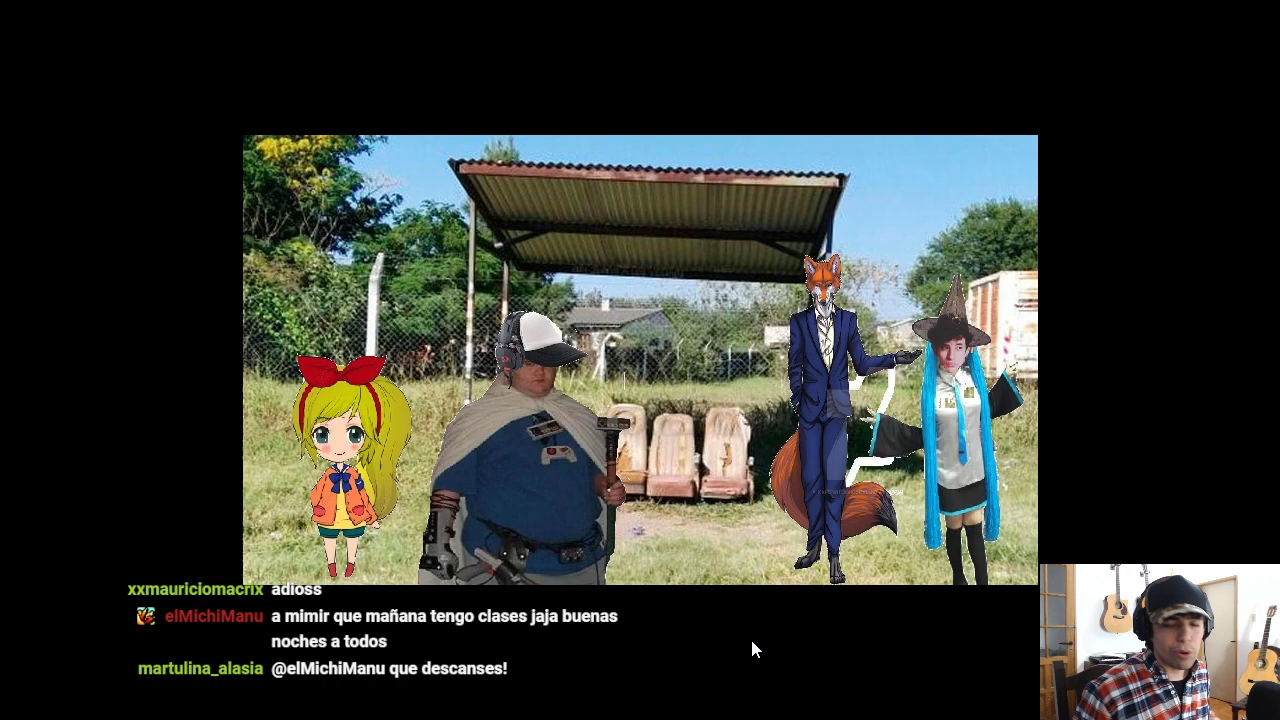 xxmauriciomacrix adioss
elMichiManu a mimir que mañana tengo clases jaja buenas
noches a todos
martulina_alasia @elMichiManu que descanses!